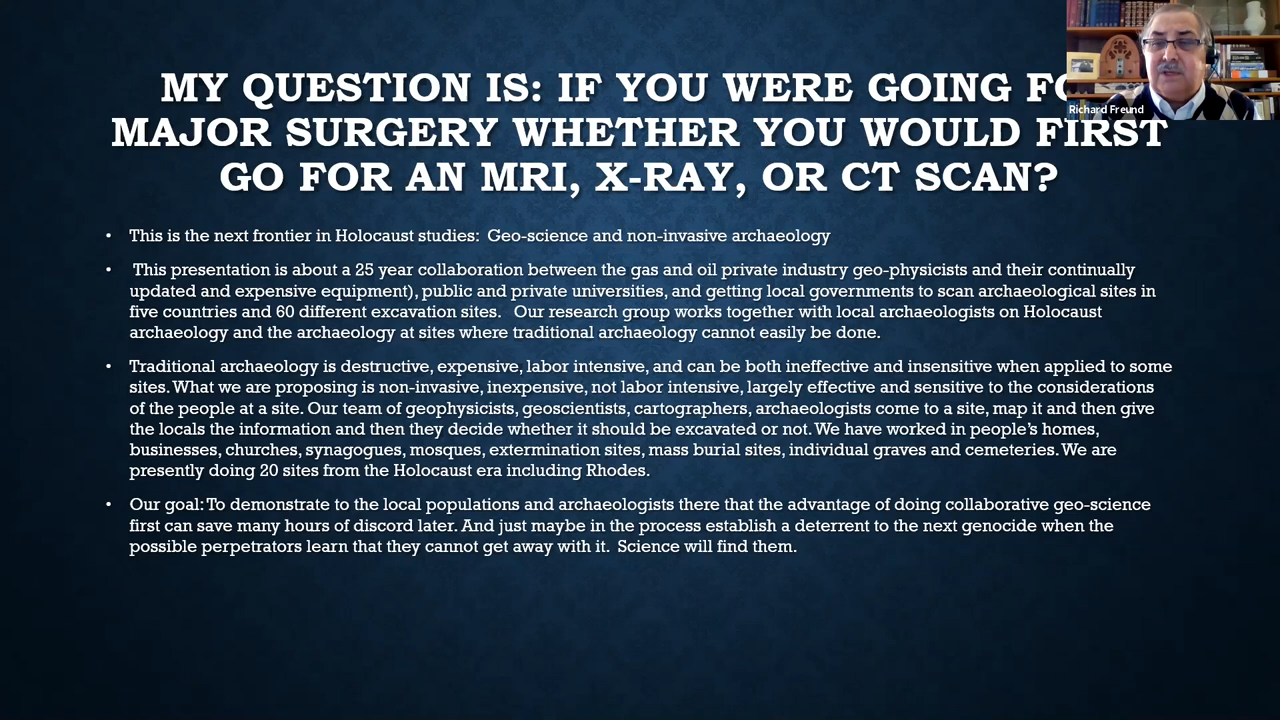 MY QUESTION IS: IF YOU WERE GOING
MAJOR SURGERY WHETHER YOU WOULD FIRST
GO FOR AN MRI, X-RAY, OR CT SCAN?
Richard Freund
• This is the next frontier in Holocaust studies:  Geo-science and non-invasive archaeology
• This presentation is about a 25 year collaboration between the gas and oil private industry geo-physicists and their continually
updated and expensive equipment), public and private universities, and getting local governments to scan archaeological sites in
five countries and 60 different excavation sites.   Our research group works together with local archaeologists on Holocaust
archaeology and the archaeology at sites where traditional archaeology cannot easily be done.
• Traditional archaeology is destructive, expensive, labor intensive, and can be both ineffective and insensitive when applied to some
sites. What we are proposing is non-invasive, inexpensive, not labor intensive, largely effective and sensitive to the considerations
of the people at a site. Our team of geophysicists, geoscientists, cartographers, archaeologists come to a site, map it and then give
the locals the information and then they decide whether it should be excavated or not. We have worked in people's homes,
businesses, churches, synagogues, mosques, extermination sites, mass burial sites, individual graves and cemeteries. We are
presently doing 20 sites from the Holocaust era including Rhodes.
• Our goal: To demonstrate to the local populations and archaeologists there that the advantage of doing collaborative geo-science
first can save many hours of discord later. And just maybe in the process establish a deterrent to the next genocide when the
possible perpetrators learn that they cannot get away with it.  Science will find them.